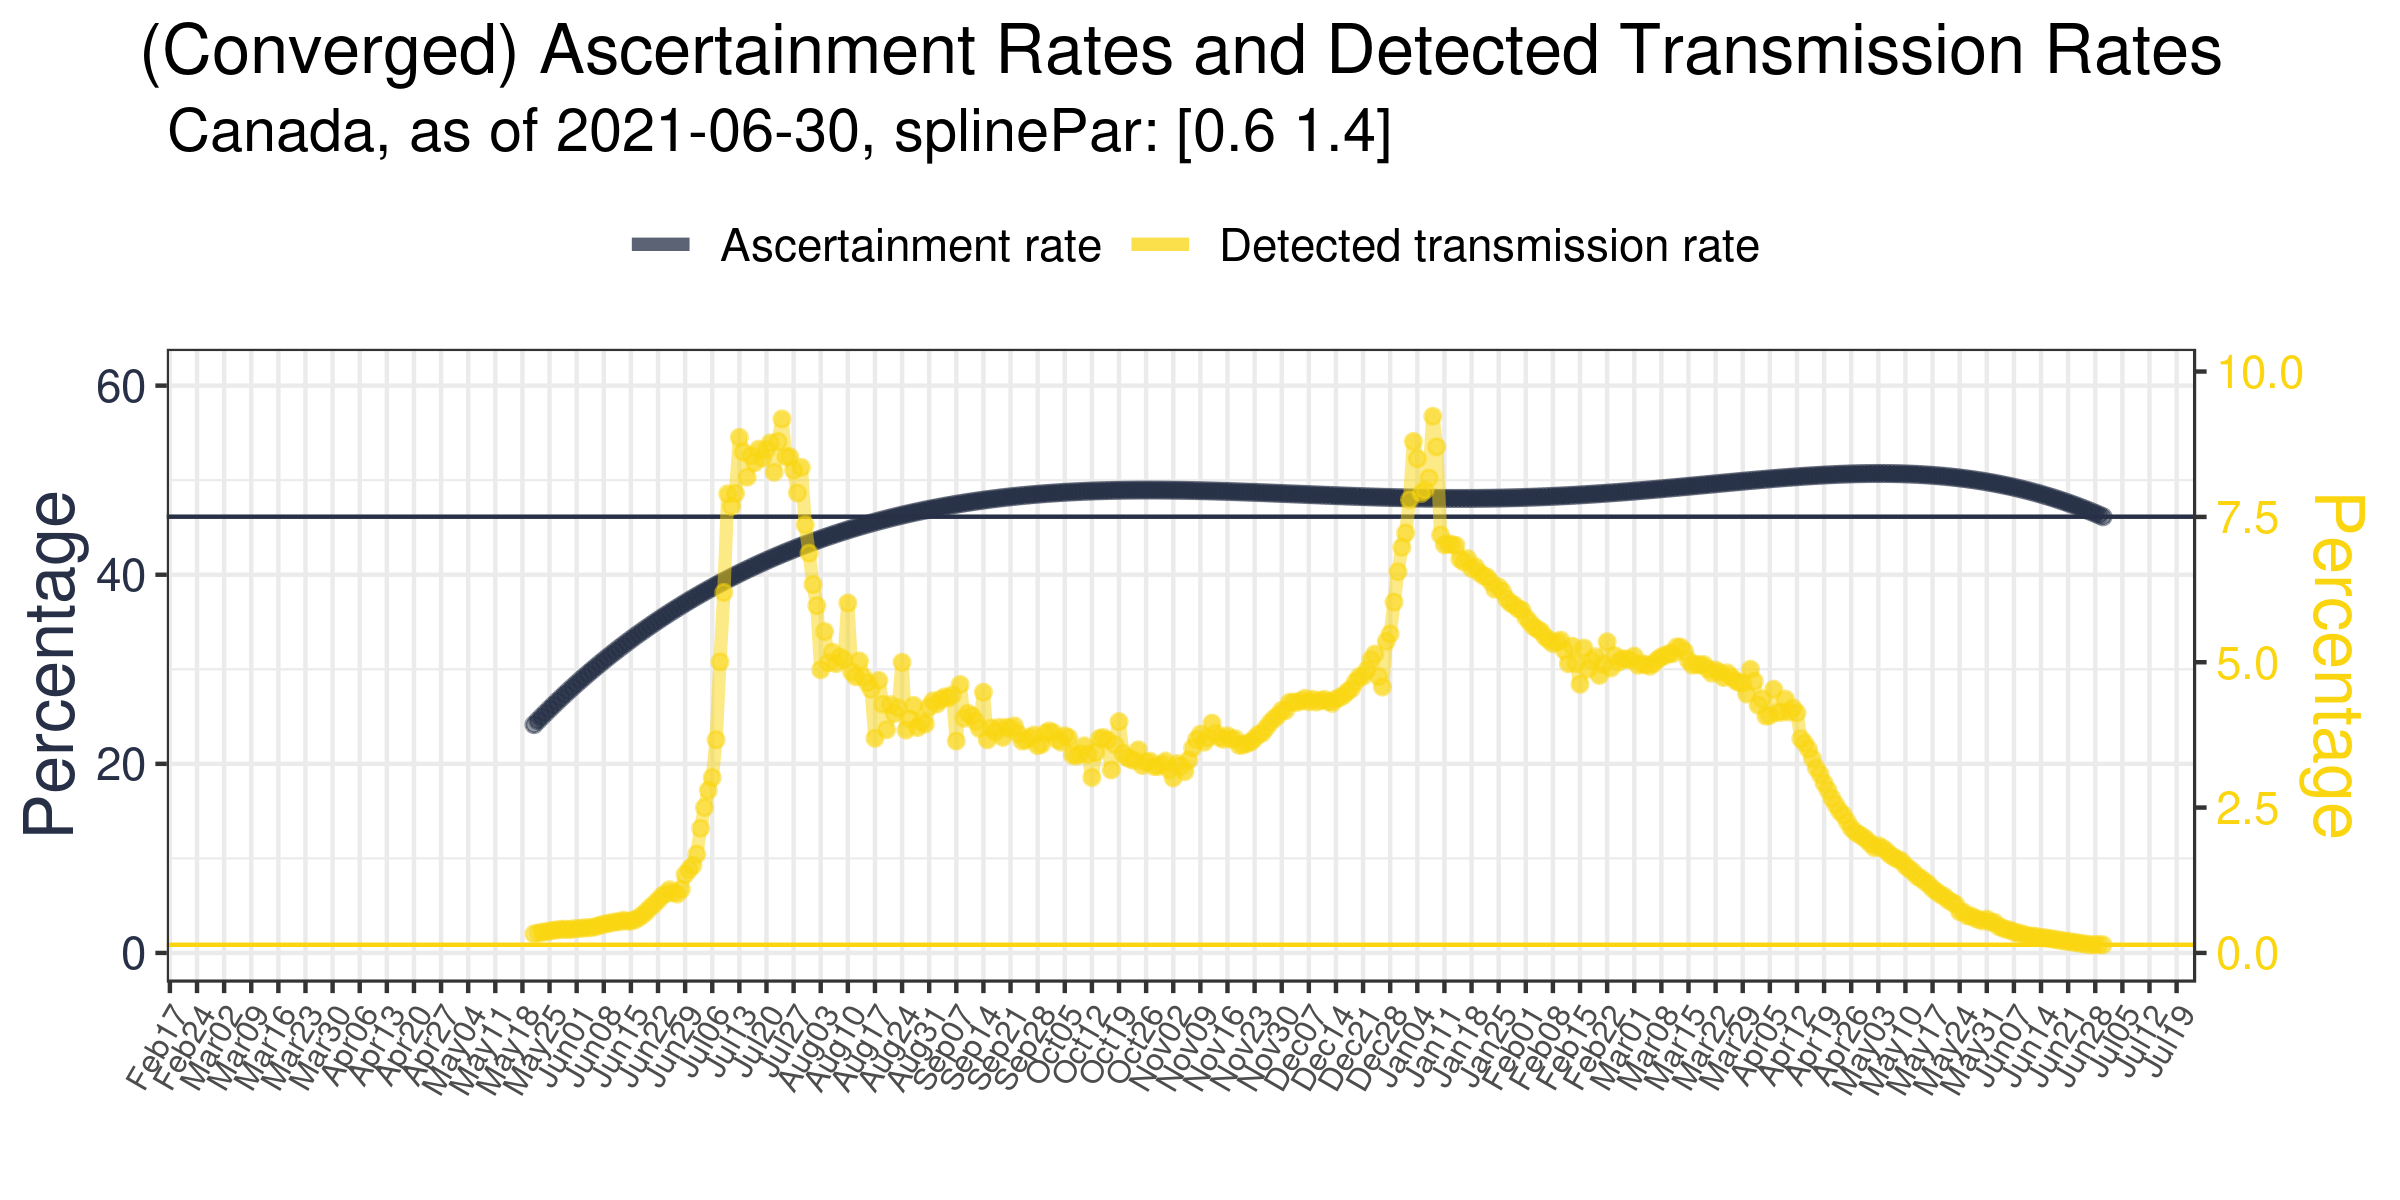 (Converged) Ascertainment Rates and Detected Transmission Rates
Canada, as of 2021-06-30, splinePar: [0.6 1.4]
Ascertainment rate
Detected transmission rate
Percentage
60
40
20
0
10.0
7.5
5.0
2.5
0.0
Percentage
Feb17
Feb24
Mar02
Mar09
Mar16
Mar23
Mar30
Apr06
Apr13
Apr20
Apr27
May04
May11
May18
May25
Jun01
Jun08
Jun15
Jun22
Jun29
Jul06
Jul13
Jul20
Jul27
Aug03
Aug10
Aug17
Aug24
Aug31
Sep07
Sep14
Sep21
Sep28
Oct05
Oct12
Oct19
Oct26
Nov02
Nov09
Nov16
Nov23
Nov30
Dec07
Dec14
Dec21
Dec28
Jan04
Jan11
Jan18
Jan25
Feb01
Feb08
Feb15
Feb22
Mar01
Mar08
Mar15
Mar22
Mar29
Apr05
Apr12
Apr19
Apr26
May03
May10
May17
May24
May31
Jun07
Jun14
Jun21
Jun28
Jul05
Jul12
Jul19